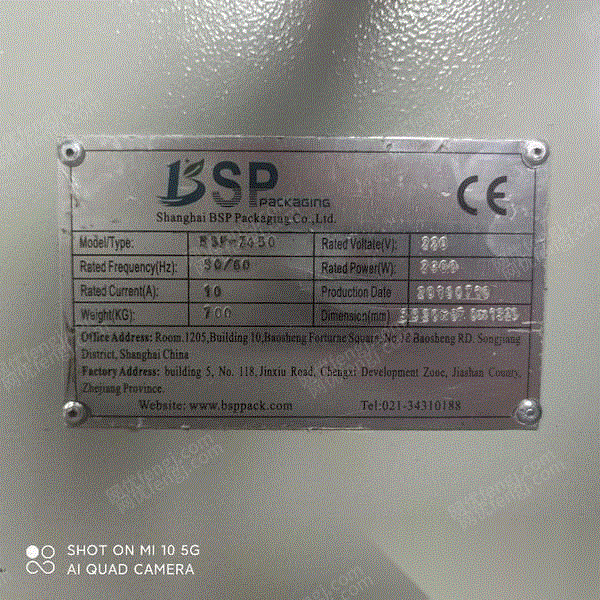 BSP
PACKAGING
CE
Shanghai BSP Packaging Co.,Ltd.
Model/Type: Rated Voltate(V):
Rated Frequency(Hz): 50/60 Rated Power(W):
Rated Current(A): 10 Production Date
Weight(KG): 700 Dimension(mm)
Office Address: Room.1205,Building 10,Baosheng Forturne Square,No 12 Baosheng RD. Songjiang
District, Shanghai China
Factory Address: building 5, No. 118, Jinxiu Road, Chengxi Development Zone, Jiashan County,
Zhejiang Province.
Website: www.bsppack.com Tel:021-34310188
SHOT ON MI 10 5G
AI QUAD CAMERA